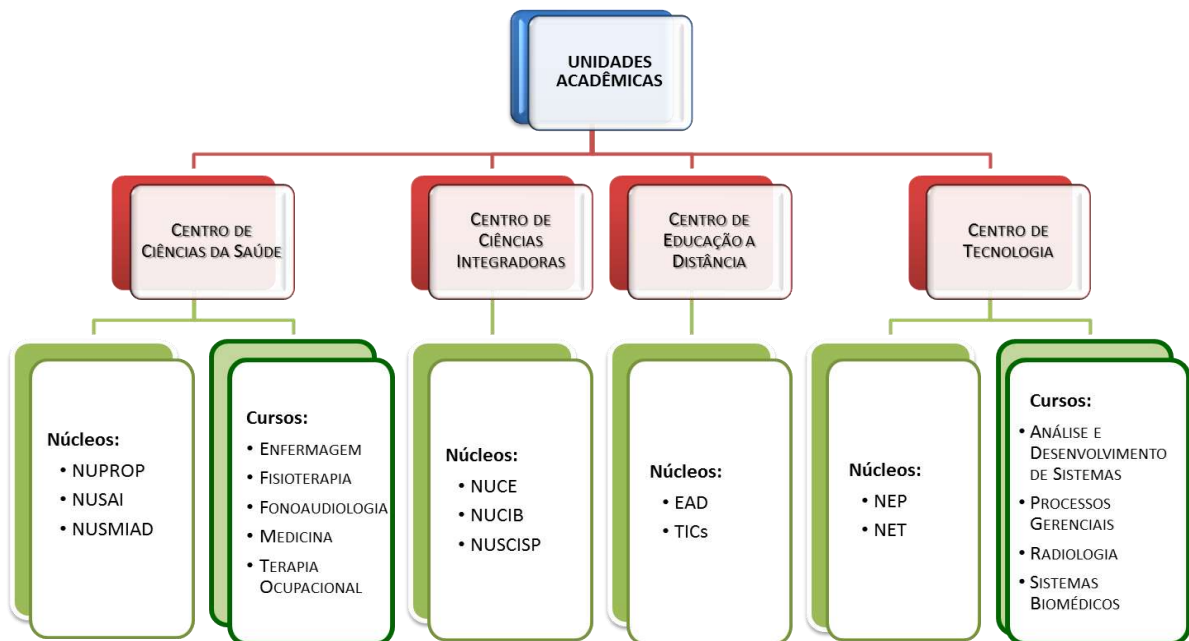 UNIDADES
ACADÊMICAS
CENTRO DE
CIÊNCIAS DA SAÚDE
CENTRO DE
CIÊNCIAS
INTEGRADORAS
CENTRO DE
EDUCAÇÃO A
DISTÂNCIA
CENTRO DE
TECNOLOGIA
Núcleos:
• NUPROP
• NUSAI
• NUSMIAD
Cursos:
• ENFERMAGEM
• FISIOTERAPIA
• FONOAUDIOLOGIA
• MEDICINA
• TERAPIA
OCUPACIONAL
Núcleos:
• NUCE
• NUCIB
• NUSCISP
Núcleos:
• EAD
• TICs
Núcleos:
• NEP
• NET
Cursos:
• ANÁLISE E
DESENVOLVIMENTO
DE SISTEMAS
• PROCESSOS
GERENCIAIS
• RADIOLOGIA
• SISTEMAS
BIOMÉDICOS